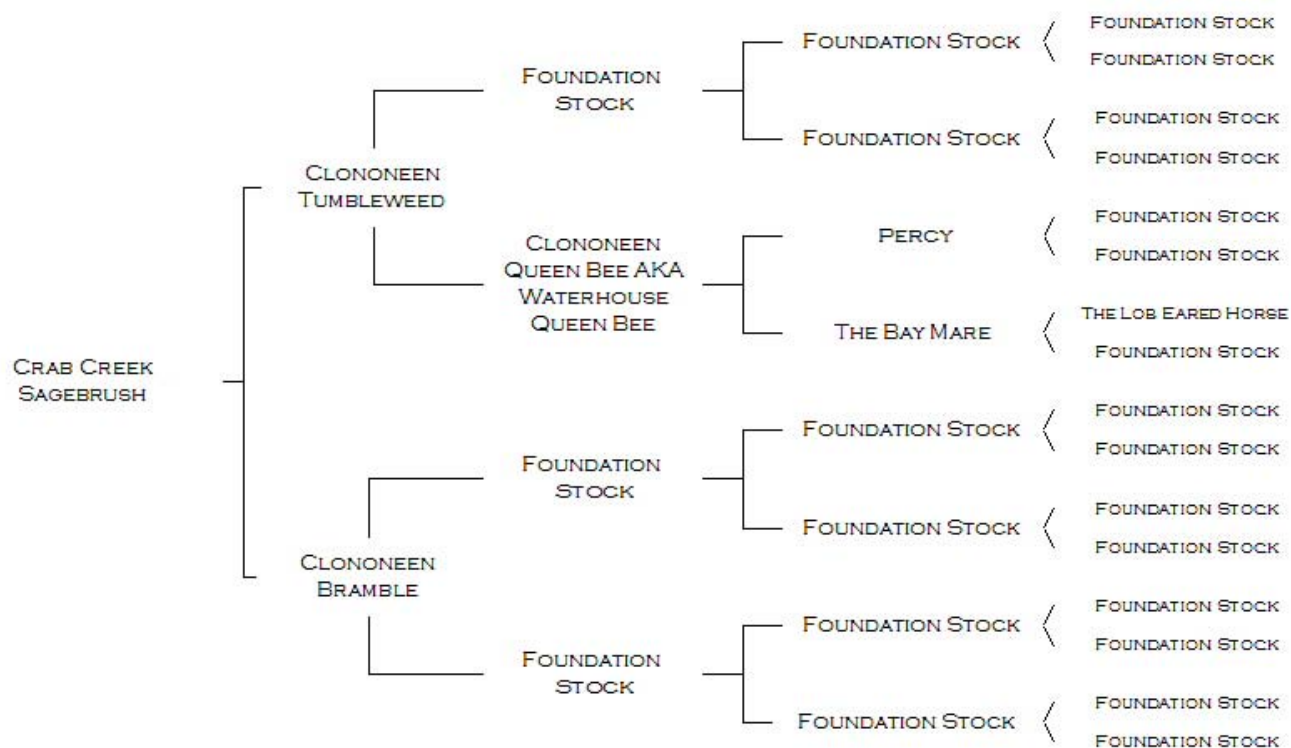 Foundation Stock
Foundation Stock
Foundation Stock
Foundation
Stock
Foundation Stock
Foundation Stock
Foundation Stock
Clononeen
Tumbleweed
Foundation Stock
Percy
Foundation Stock
Clononeen
Queen Bee AKA
Waterhouse
Queen Bee
The Lob Eared Horse
The Bay Mare
Foundation Stock
Crab Creek
Sagebrush
Foundation Stock
Foundation Stock
Foundation Stock
Foundation
Stock
Foundation Stock
Foundation Stock
Foundation Stock
Clononeen
Bramble
Foundation Stock
Foundation Stock
Foundation Stock
Foundation
Stock
Foundation Stock
Foundation Stock
Foundation Stock